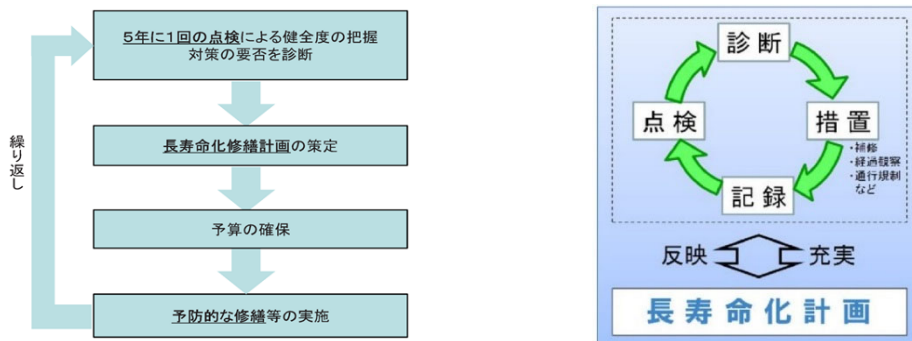 5年に1回の点検による健全度の把握
対策の要否を診断
長寿命化修繕計画の策定
予算の確保
予防的な修繕等の実施
繰り返し
診断
点検
措置
・補修
・経過観察
・通行規制
など
記録
反映
充実
長寿命化計画